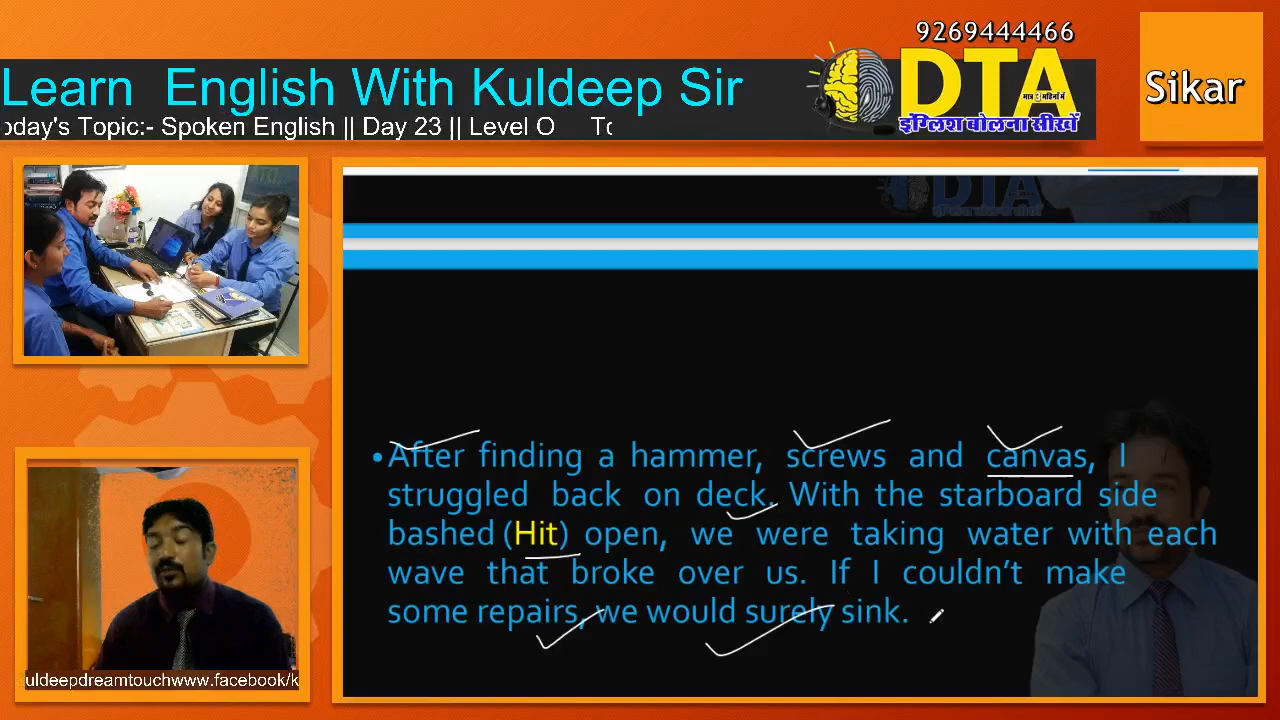 9269444466
Learn English With Kuldeep Sir
DTA
Sikar
oday's Topic:- Spoken English || Day 23 || Level O To
इंग्लिश बोलना सीखें
DTA
• After finding a hammer, screws and canvas, I
struggled back on deck. With the starboard side
bashed (Hit) open, we were taking water with each
wave that broke over us. If I couldn't make
some repairs, we would surely sink.
uldeepdreamtouchwww.facebook/k